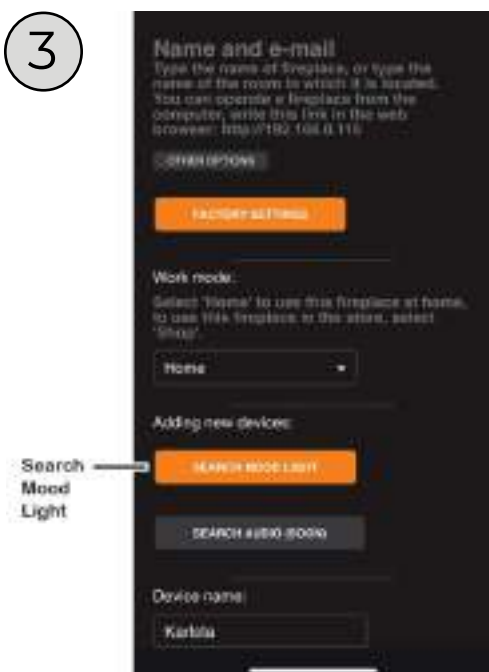 3
Name and e-mail
Type the name of fireplace, or type the
name of the room in which it is located.
You can operate a fireplace from the
computer, write this link in the web
browser: http://192.168.0.110
OTHER OPTIONS
FACTORY SETTINGS
Work mode:
Select 'Home' to use this fireplace at home,
to use this fireplace in the store, select
'Shop'.
Home
Adding new devices:
Search
Mood
Light
SEARCH MOOD LIGHT
SEARCH AUDIO (SOON)
Device name: